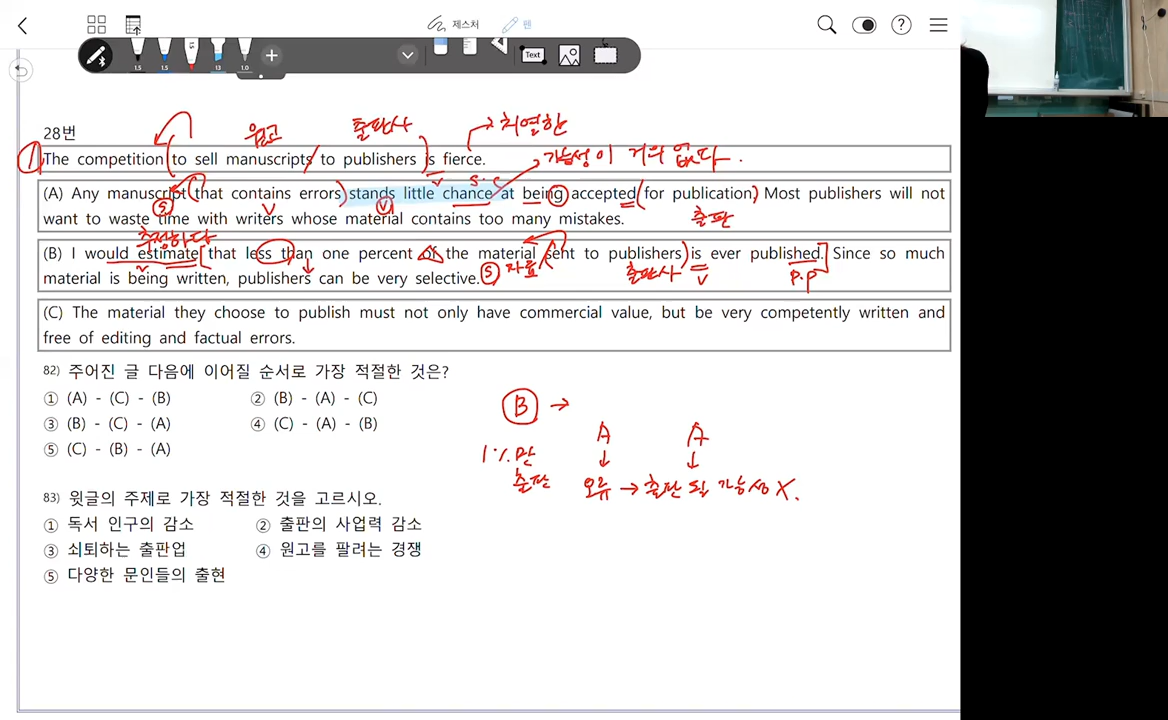 제스처 펜
1.5 1.5 1.5 13 1.0 Text
28번
원고 출판사 치열한
1 The competition to sell manuscripts to publishers is fierce.
v
가능성이 거의 없다.
(A) Any manuscript that contains errors stands little chance at being accepted for publication. Most publishers will not
S V V 출판
want to waste time with writers whose material contains too many mistakes.
추정하다
(B) I would estimate that less than one percent of the material sent to publishers is ever published. Since so much
v S 자료 출판사 v p.p
material is being written, publishers can be very selective.
(C) The material they choose to publish must not only have commercial value, but be very competently written and
free of editing and factual errors.
82) 주어진 글 다음에 이어질 순서로 가장 적절한 것은?
① (A) - (C) - (B) ② (B) - (A) - (C)
③ (B) - (C) - (A) ④ (C) - (A) - (B)
⑤ (C) - (B) - (A)
B →
A A
1%만 ↓ ↓
출판 오류 → 출판 될 가능성 X.
83) 윗글의 주제로 가장 적절한 것을 고르시오.
① 독서 인구의 감소 ② 출판의 사업력 감소
③ 쇠퇴하는 출판업 ④ 원고를 팔려는 경쟁
⑤ 다양한 문인들의 출현